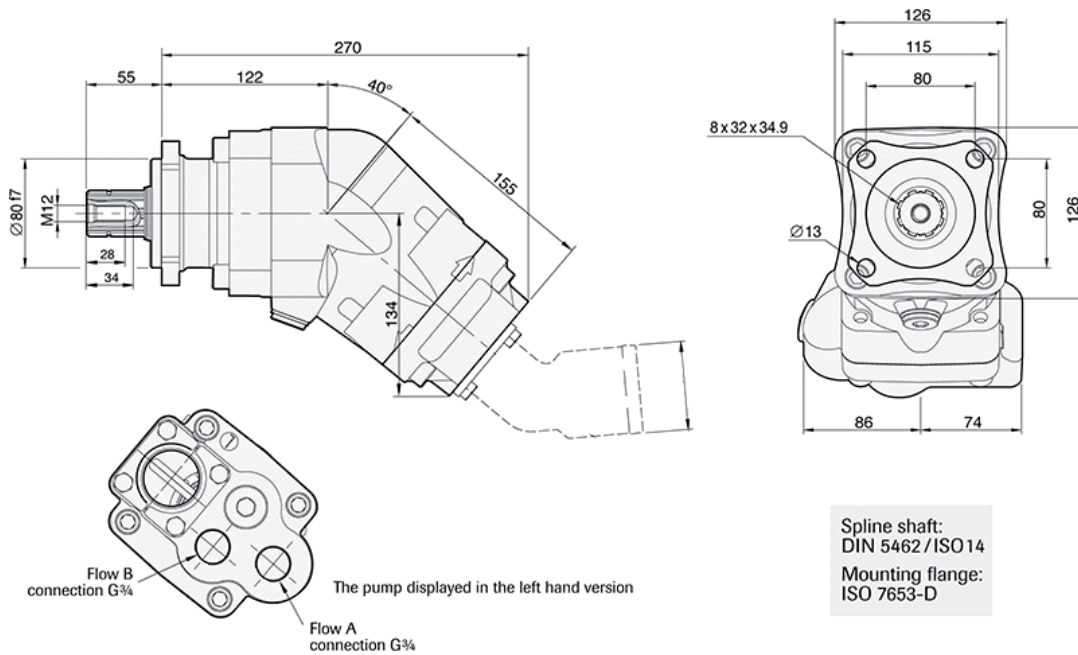 270
55
122
40°
155
Ø80 f7
M12
28
34
134
126
115
80
8 x 32 x 34.9
80
126
Ø13
86
74
Flow B
connection G¾
The pump displayed in the left hand version
Flow A
connection G¾
Spline shaft:
DIN 5462 / ISO 14
Mounting flange:
ISO 7653-D